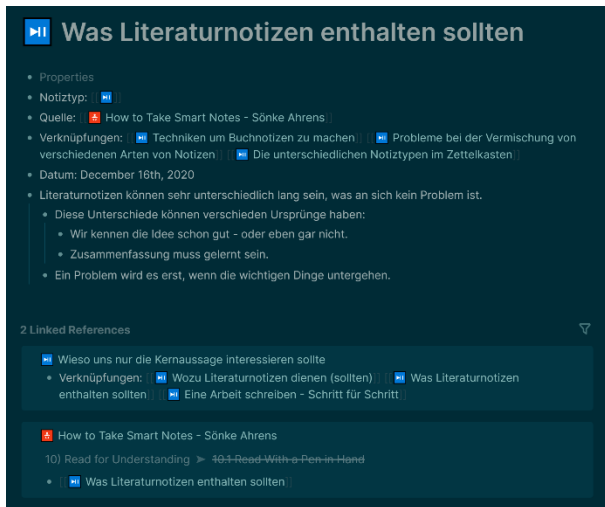 ⏯ Was Literaturnotizen enthalten sollten
Properties
Notiztyp: [[⏯]]
Quelle: [[ How to Take Smart Notes - Sönke Ahrens]]
Verknüpfungen: [[⏯ Techniken um Buchnotizen zu machen]] [[⏯ Probleme bei der Vermischung von
verschiedenen Arten von Notizen]] [[⏯ Die unterschiedlichen Notiztypen im Zettelkasten]]
Datum: December 16th, 2020
Literaturnotizen können sehr unterschiedlich lang sein, was an sich kein Problem ist.
Diese Unterschiede können verschieden Ursprünge haben:
Wir kennen die Idee schon gut - oder eben gar nicht.
Zusammenfassung muss gelernt sein.
Ein Problem wird es erst, wenn die wichtigen Dinge untergehen.
2 Linked References
⏯ Wieso uns nur die Kernaussage interessieren sollte
Verknüpfungen: [[⏯ Wozu Literaturnotizen dienen (sollten)]] [[⏯ Was Literaturnotizen
enthalten sollten]] [[⏯ Eine Arbeit schreiben - Schritt für Schritt]]
How to Take Smart Notes - Sönke Ahrens
10) Read for Understanding ➤ 10.1 Read With a Pen in Hand
[[⏯ Was Literaturnotizen enthalten sollten]]